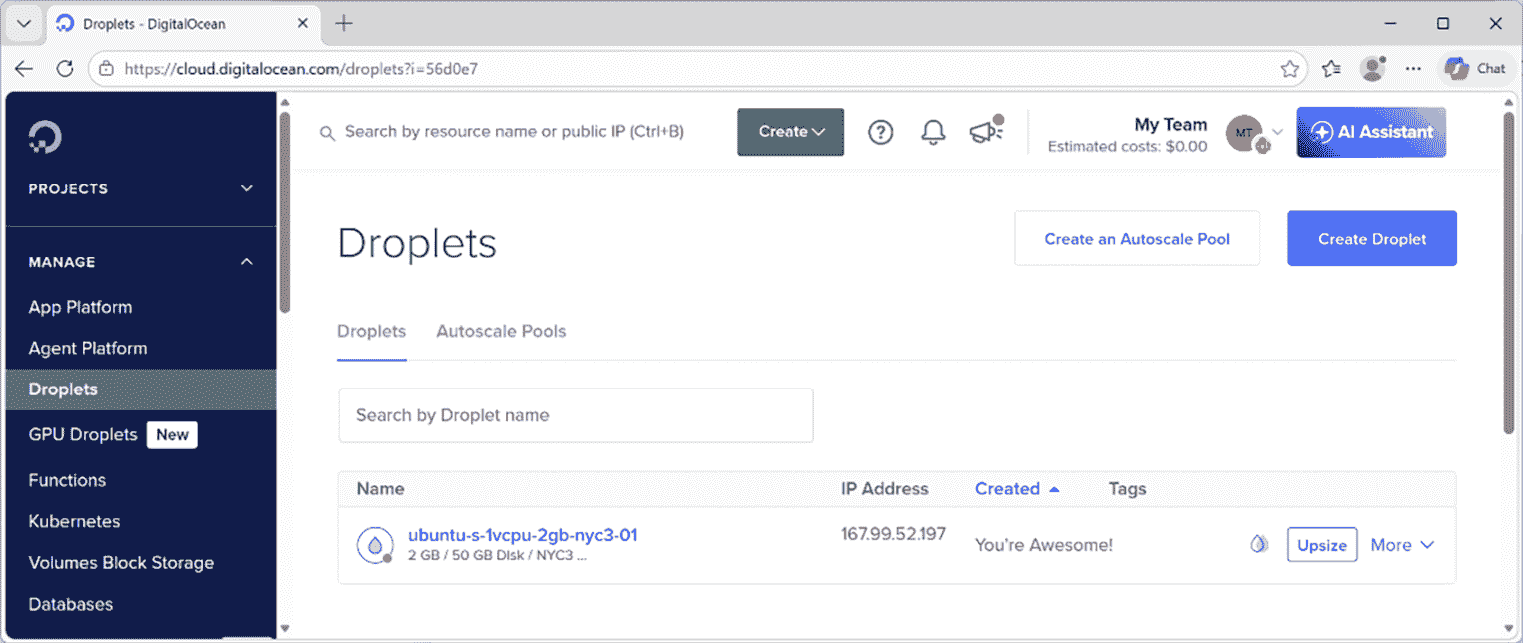 Droplets - DigitalOcean
https://cloud.digitalocean.com/droplets?i=56d0e7
Chat
Search by resource name or public IP (Ctrl+B)
Create
My Team
Estimated costs: $0.00
MT
AI Assistant
PROJECTS
MANAGE
App Platform
Agent Platform
Droplets
GPU Droplets New
Functions
Kubernetes
Volumes Block Storage
Databases
Droplets
Create an Autoscale Pool
Create Droplet
Droplets Autoscale Pools
Search by Droplet name
Name IP Address Created Tags
ubuntu-s-1vcpu-2gb-nyc3-01
2 GB / 50 GB Disk / NYC3 ...
167.99.52.197
You're Awesome!
Upsize
More